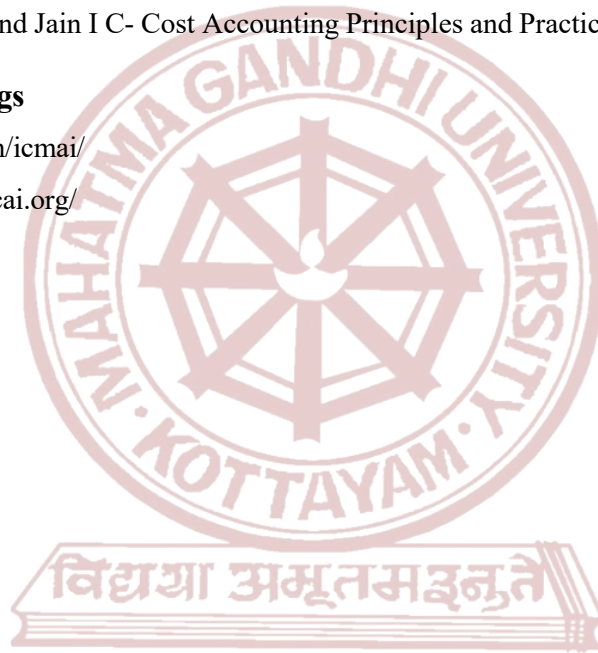 nd Jain I C- Cost Accounting Principles and Practic
gs
n/icmai/
cai.org/
MAHATMA GANDHI UNIVERSITY
• KOTTAYAM •
विद्यया अमृतमश्नुते